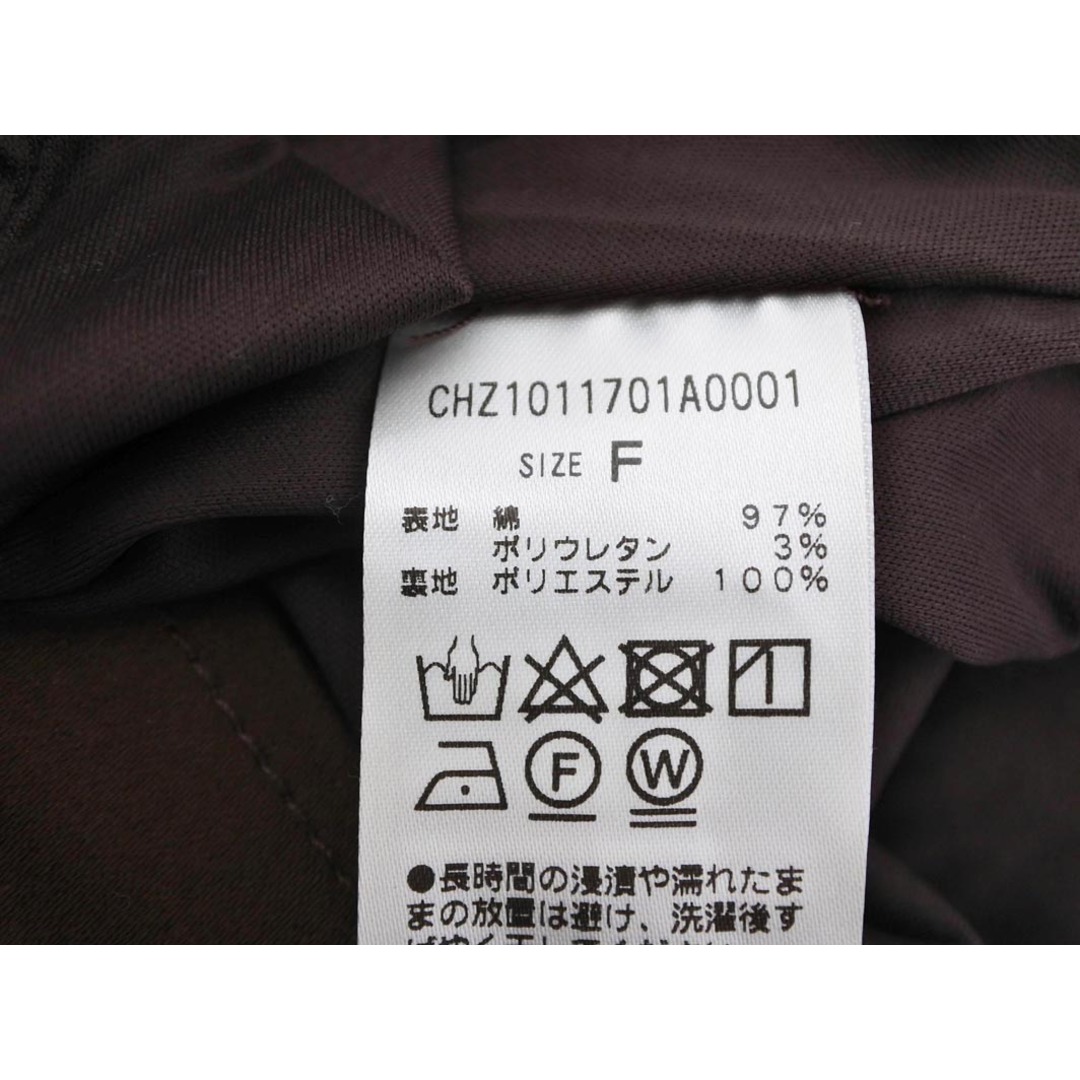 CHZ1011701A0001
SIZE F
表地 綿 97%
ポリウレタン 3%
裏地 ポリエステル 100%
F W
●長時間の浸漬や濡れたま
まの放置は避け、洗濯後す